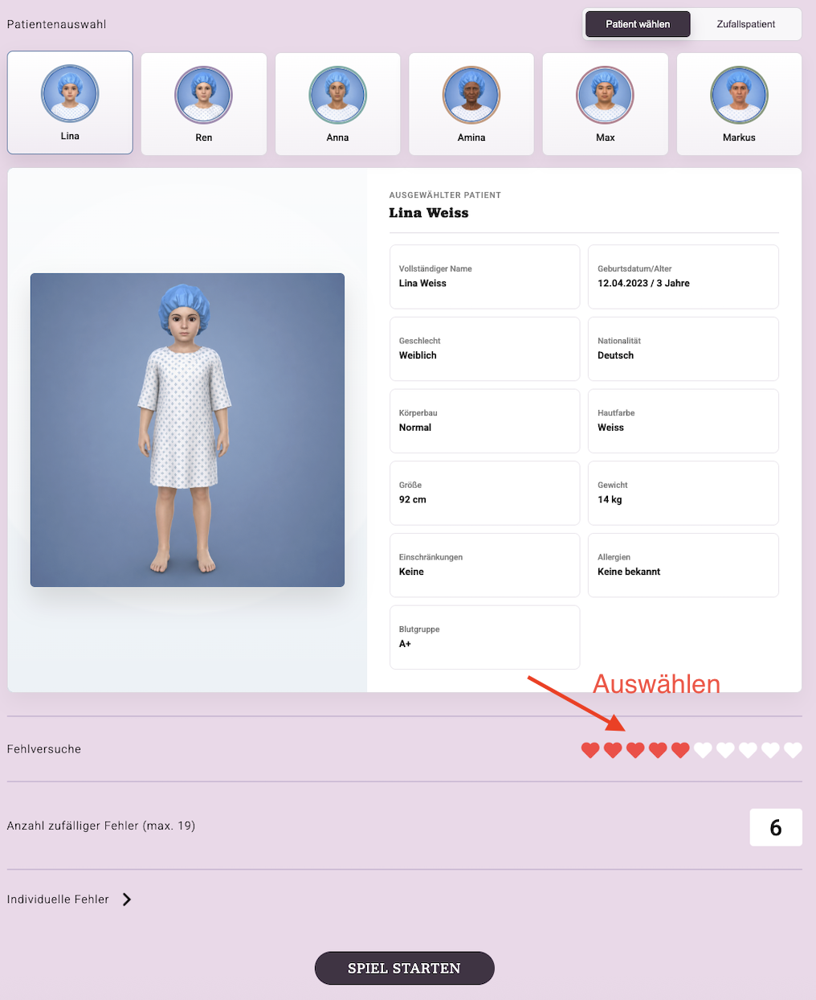 Patientenauswahl
Patient wählen
Zufallspatient
Lina
Ren
Anna
Amina
Max
Markus
AUSGEWÄHLTER PATIENT
Lina Weiss
Vollständiger Name
Lina Weiss
Geburtsdatum/Alter
12.04.2023 / 3 Jahre
Geschlecht
Weiblich
Nationalität
Deutsch
Körperbau
Normal
Hautfarbe
Weiss
Größe
92 cm
Gewicht
14 kg
Einschränkungen
Keine
Allergien
Keine bekannt
Blutgruppe
A+
Auswählen
Fehlversuche
Anzahl zufälliger Fehler (max. 19)
6
Individuelle Fehler
SPIEL STARTEN